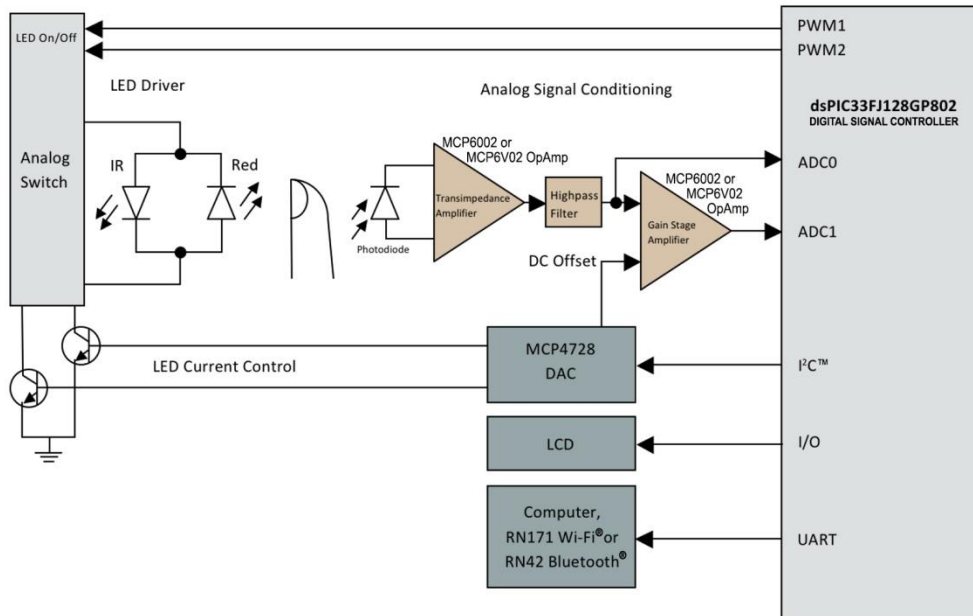 LED On/Off
Analog
Switch
LED Driver
IR
Red
Analog Signal Conditioning
MCP6002 or
MCP6V02 OpAmp
Transimpedance
Amplifier
Photodiode
Highpass
Filter
MCP6002 or
MCP6V02
OpAmp
Gain Stage
Amplifier
DC Offset
PWM1
PWM2
dsPIC33FJ128GP802
DIGITAL SIGNAL CONTROLLER
ADC0
ADC1
LED Current Control
MCP4728
DAC
I²C™
LCD
I/O
Computer,
RN171 Wi-Fi® or
RN42 Bluetooth®
UART